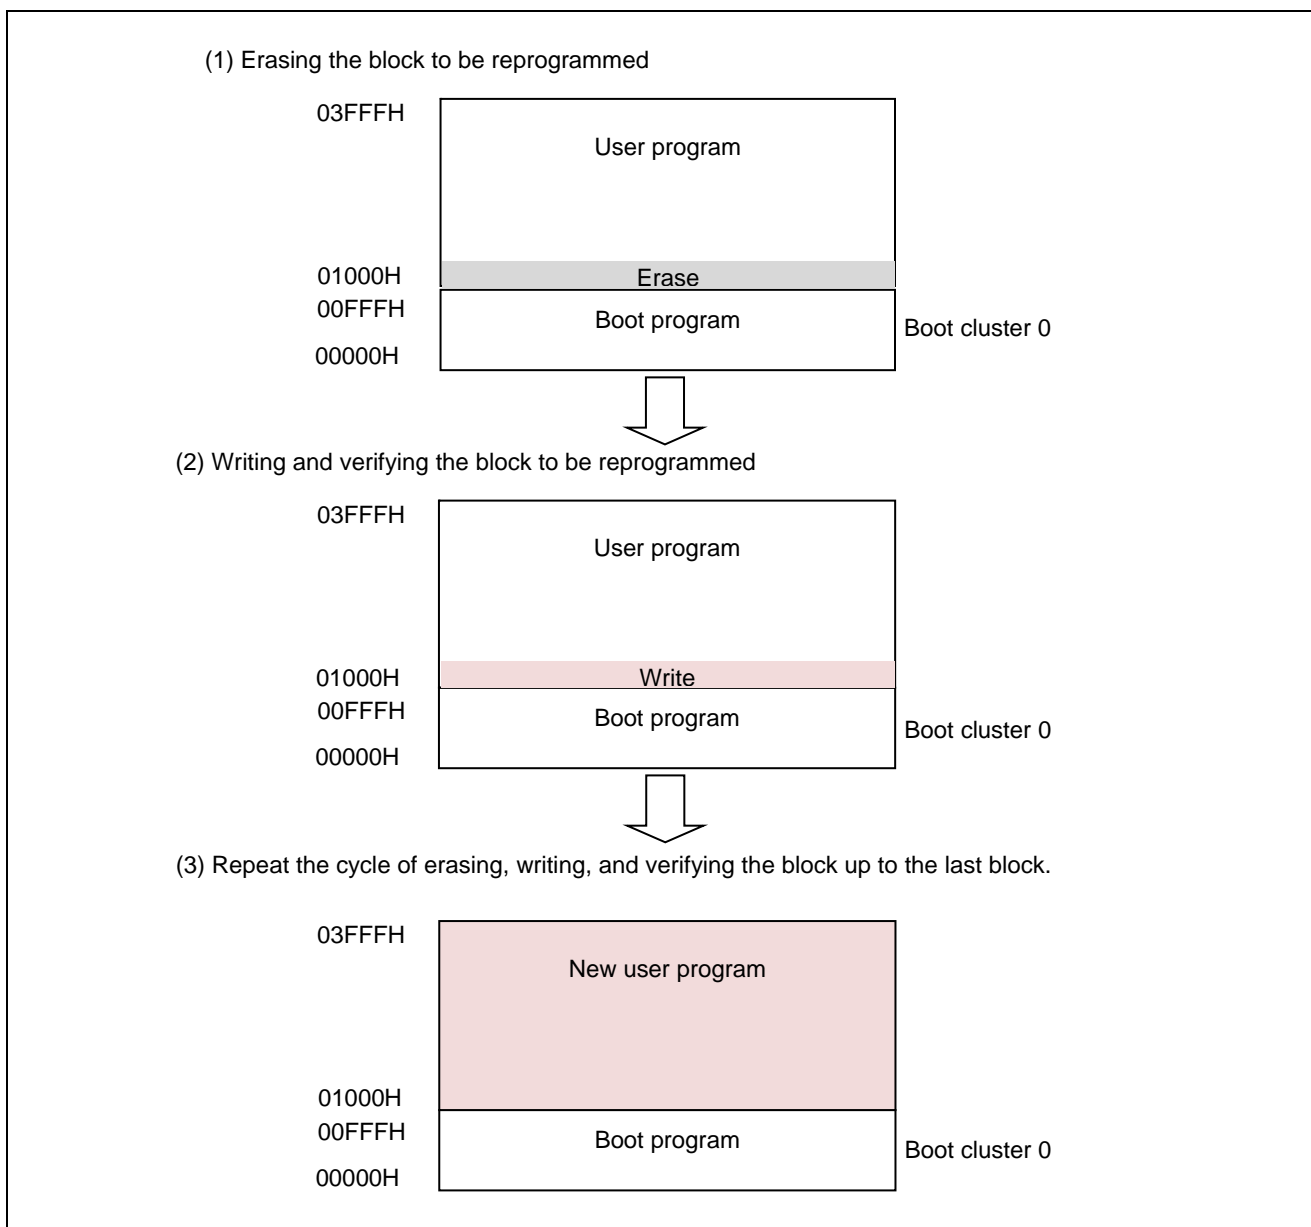 (1) Erasing the block to be reprogrammed
03FFFH
User program
01000H
Erase
00FFFH
Boot program
Boot cluster 0
00000H
(2) Writing and verifying the block to be reprogrammed
03FFFH
User program
01000H
Write
00FFFH
Boot program
Boot cluster 0
00000H
(3) Repeat the cycle of erasing, writing, and verifying the block up to the last block.
03FFFH
New user program
01000H
00FFFH
Boot program
Boot cluster 0
00000H